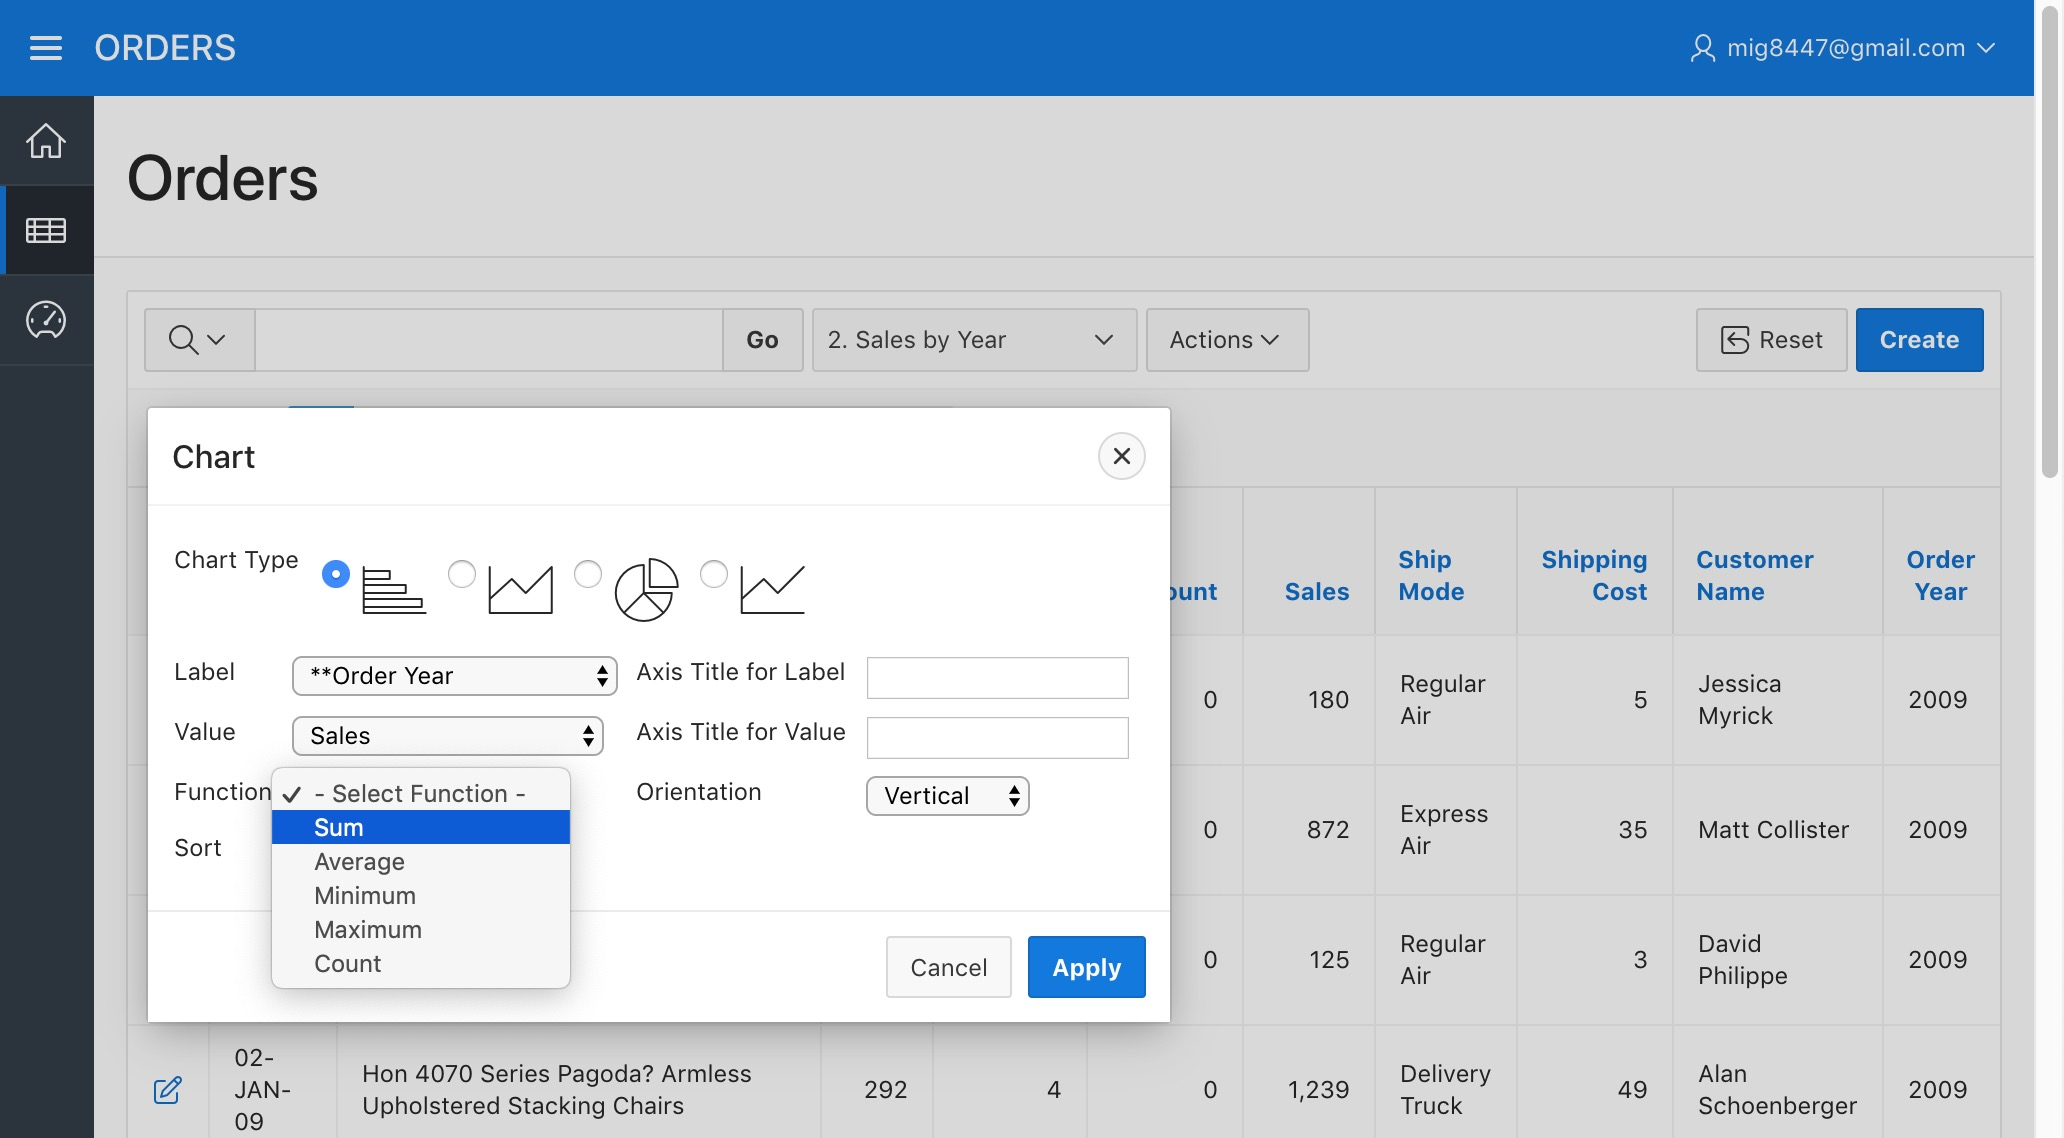 ORDERS
mig8447@gmail.com
Orders
Go
2. Sales by Year
Actions
Reset
Create
Chart
Chart Type
Label
**Order Year
Axis Title for Label
Value
Sales
Axis Title for Value
Function
- Select Function -
Sum
Average
Minimum
Maximum
Count
Orientation
Vertical
Sort
Cancel
Apply
Sales
Ship
Mode
Shipping
Cost
Customer
Name
Order
Year
0
180
Regular
Air
5
Jessica
Myrick
2009
0
872
Express
Air
35
Matt Collister
2009
0
125
Regular
Air
3
David
Philippe
2009
02-
JAN-
09
Hon 4070 Series Pagoda? Armless
Upholstered Stacking Chairs
292
4
0
1,239
Delivery
Truck
49
Alan
Schoenberger
2009